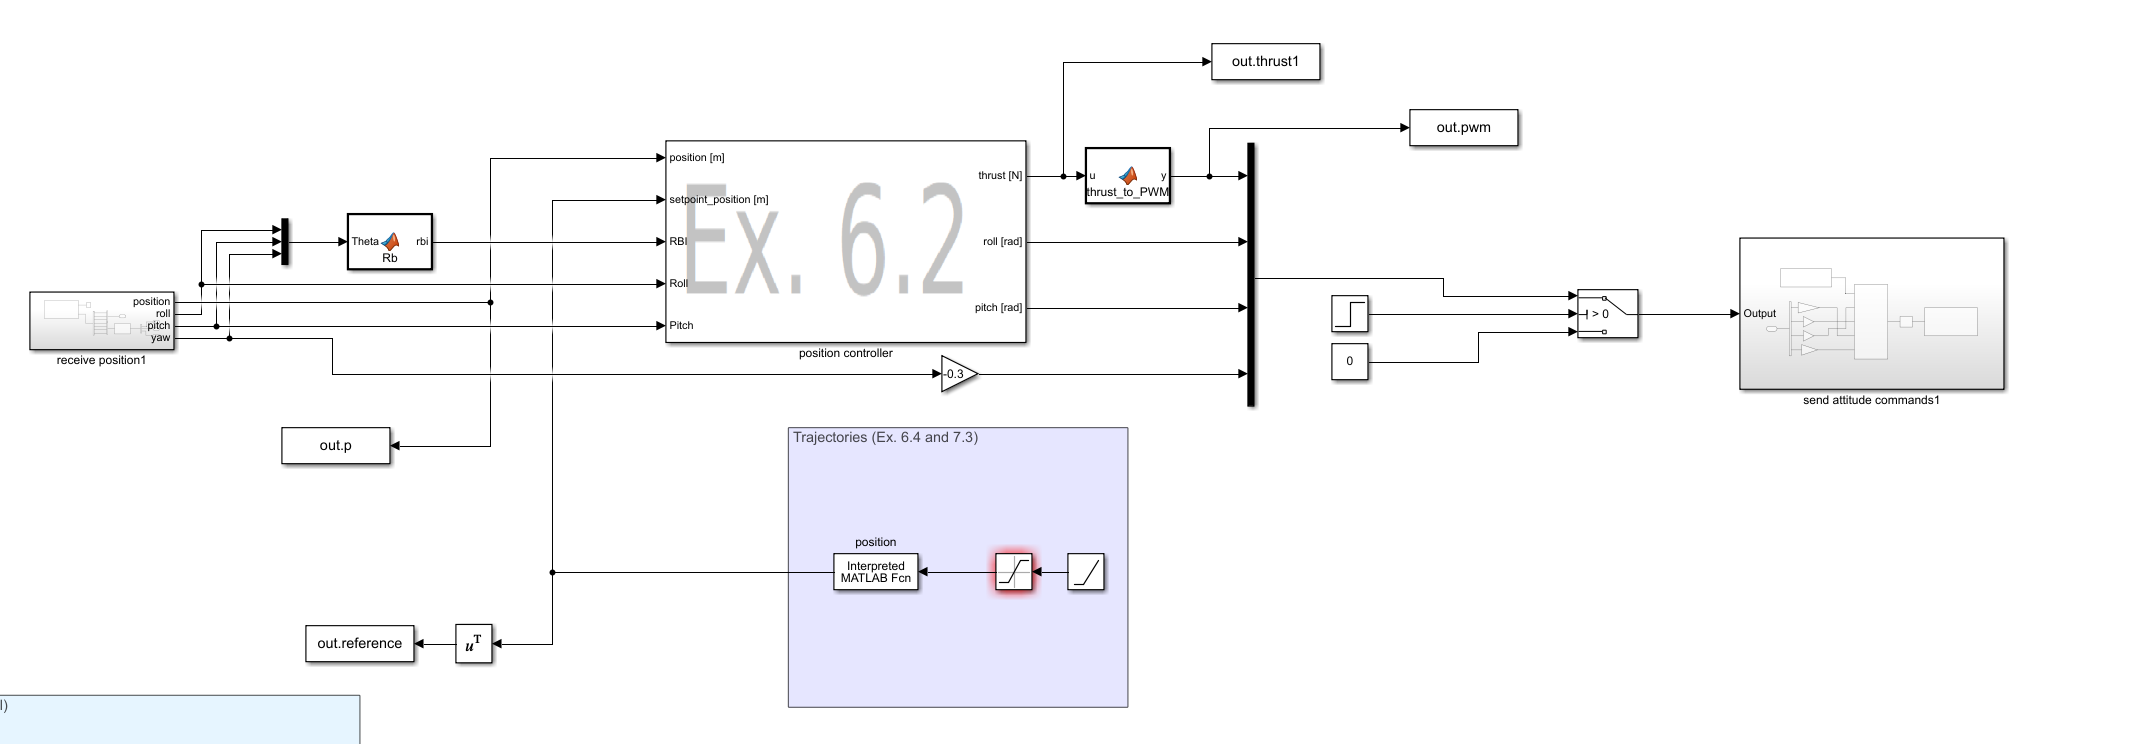 out.thrust1
out.pwm
position [m]
setpoint_position [m]
RBI
Roll
Pitch
Ex. 6.2
thrust [N]
roll [rad]
pitch [rad]
position controller
u
y
thrust_to_PWM
Theta
rbi
Rb
position
roll
pitch
yaw
receive position1
-0.3
> 0
0
Output
send attitude commands1
out.p
Trajectories (Ex. 6.4 and 7.3)
position
Interpreted
MATLAB Fcn
out.reference
uT
l)